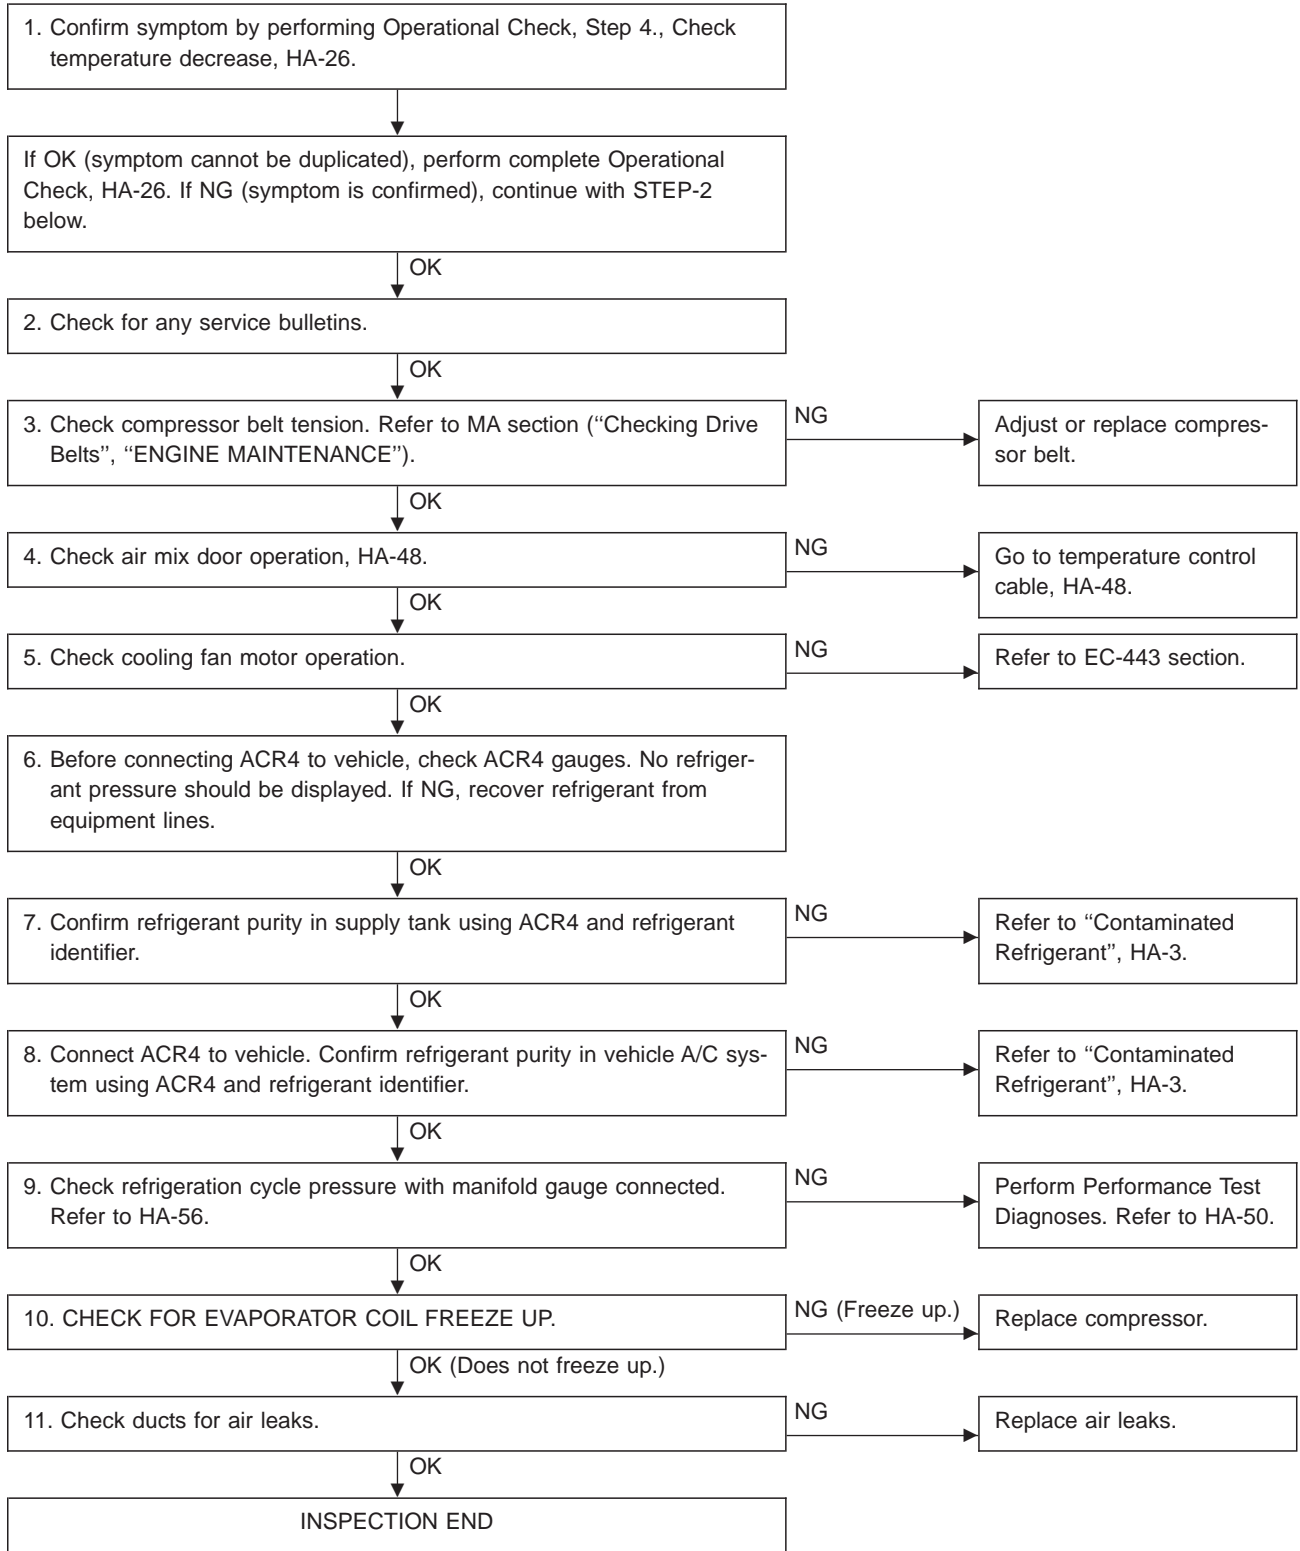 1. Confirm symptom by performing Operational Check, Step 4., Check
temperature decrease, HA-26.
If OK (symptom cannot be duplicated), perform complete Operational
Check, HA-26. If NG (symptom is confirmed), continue with STEP-2
below.
OK
2. Check for any service bulletins.
OK
3. Check compressor belt tension. Refer to MA section (‘‘Checking Drive
Belts’’, ‘‘ENGINE MAINTENANCE’’).
NG
Adjust or replace compres-
sor belt.
OK
4. Check air mix door operation, HA-48.
NG
Go to temperature control
cable, HA-48.
OK
5. Check cooling fan motor operation.
NG
Refer to EC-443 section.
OK
6. Before connecting ACR4 to vehicle, check ACR4 gauges. No refriger-
ant pressure should be displayed. If NG, recover refrigerant from
equipment lines.
OK
7. Confirm refrigerant purity in supply tank using ACR4 and refrigerant
identifier.
NG
Refer to ‘‘Contaminated
Refrigerant’’, HA-3.
OK
8. Connect ACR4 to vehicle. Confirm refrigerant purity in vehicle A/C sys-
tem using ACR4 and refrigerant identifier.
NG
Refer to ‘‘Contaminated
Refrigerant’’, HA-3.
OK
9. Check refrigeration cycle pressure with manifold gauge connected.
Refer to HA-56.
NG
Perform Performance Test
Diagnoses. Refer to HA-50.
OK
10. CHECK FOR EVAPORATOR COIL FREEZE UP.
NG (Freeze up.)
Replace compressor.
OK (Does not freeze up.)
11. Check ducts for air leaks.
NG
Replace air leaks.
OK
INSPECTION END